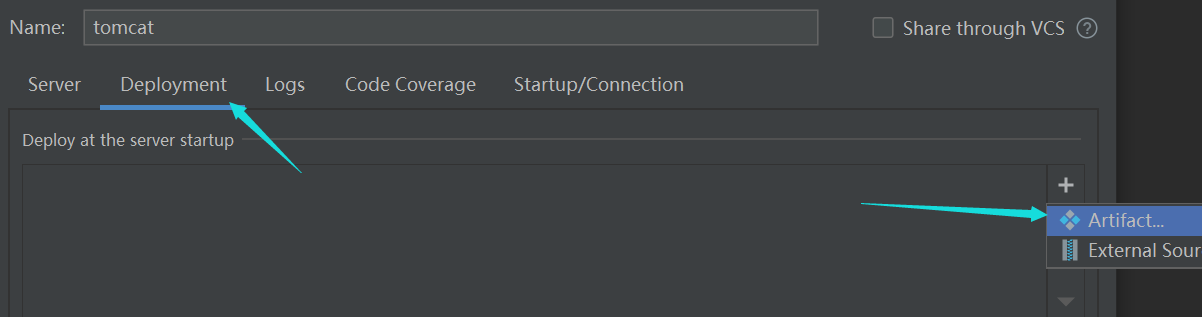 Name: tomcat Share through VCS ?
Server Deployment Logs Code Coverage Startup/Connection
Deploy at the server startup
Artifact...
External Sour